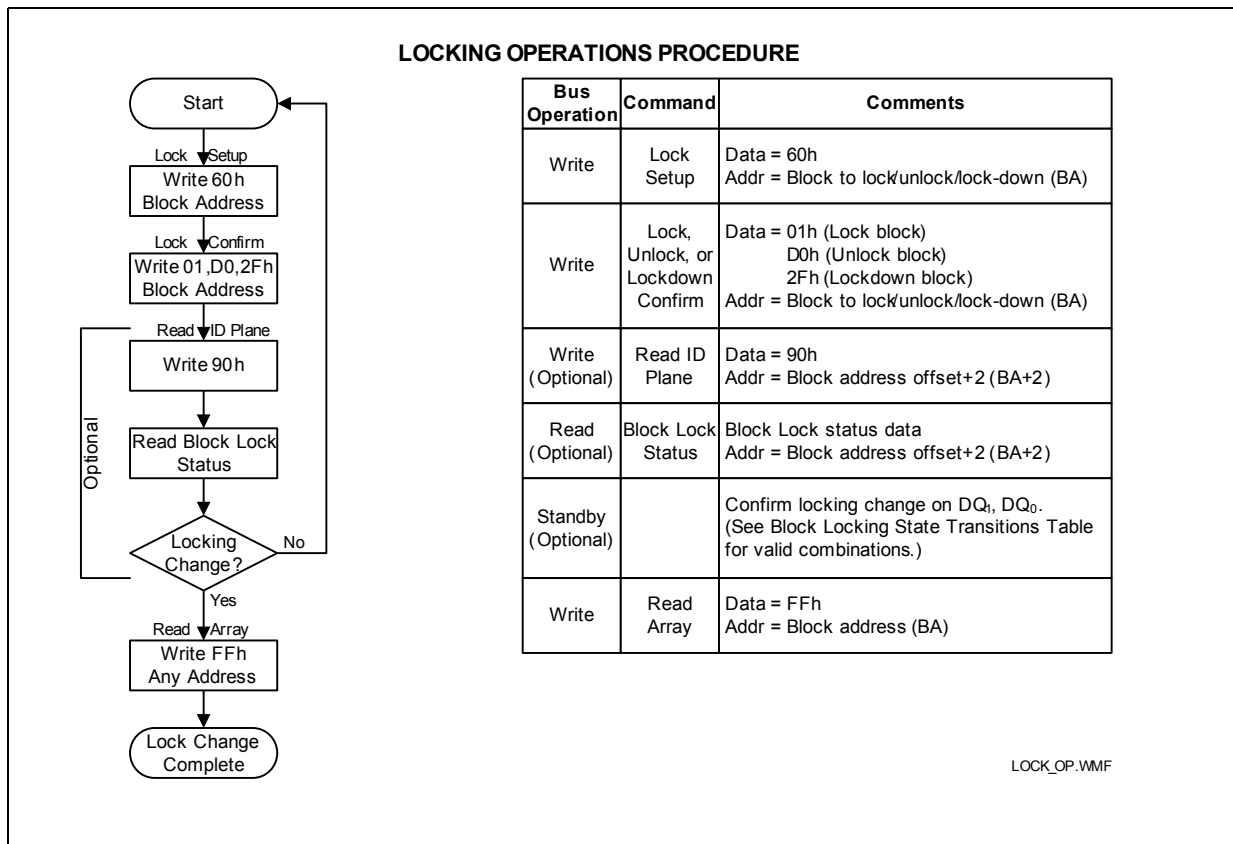 LOCKING OPERATIONS PROCEDURE
Start
Lock Setup
Write 60h
Block Address
Lock Confirm
Write 01,D0,2Fh
Block Address
Read ID Plane
Write 90h
Optional
Read Block Lock
Status
Locking
Change?
No
Yes
Read Array
Write FFh
Any Address
Lock Change
Complete
Bus
Operation
Command
Comments
Write
Lock
Setup
Data = 60h
Addr = Block to lock/unlock/lock-down (BA)
Write
Lock,
Unlock, or
Lockdown
Confirm
Data = 01h (Lock block)
D0h (Unlock block)
2Fh (Lockdown block)
Addr = Block to lock/unlock/lock-down (BA)
Write
(Optional)
Read ID
Plane
Data = 90h
Addr = Block address offset+2 (BA+2)
Read
(Optional)
Block Lock
Status
Block Lock status data
Addr = Block address offset+2 (BA+2)
Standby
(Optional)
Confirm locking change on DQ1, DQ0.
(See Block Locking State Transitions Table
for valid combinations.)
Write
Read
Array
Data = FFh
Addr = Block address (BA)
LOCK_OP.WMF